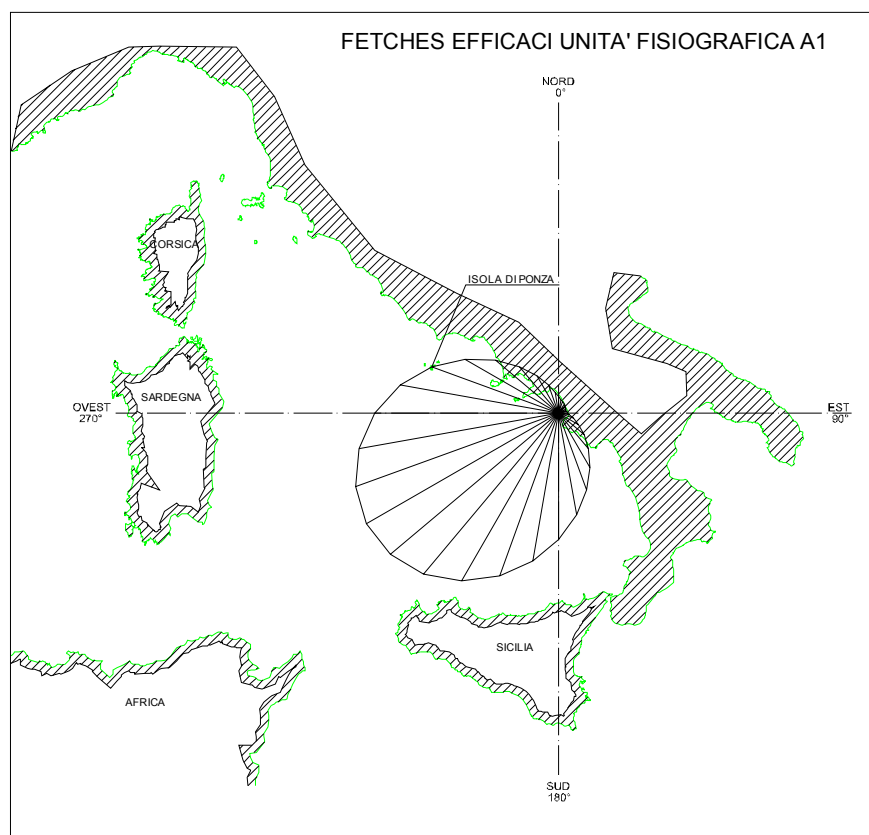 FETCHES EFFICACI UNITA' FISIOGRAFICA A1
NORD
0°
CORSICA
ISOLA DI PONZA
SARDEGNA
OVEST
270°
EST
90°
SICILIA
AFRICA
SUD
180°